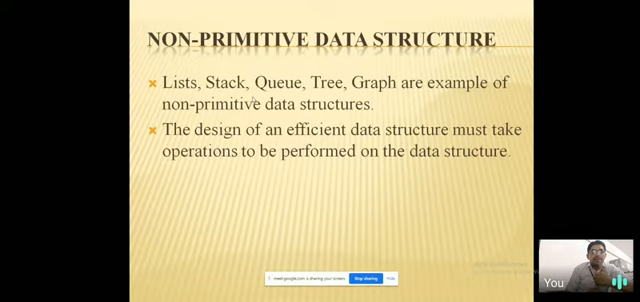 NON-PRIMITIVE DATA STRUCTURE
Lists, Stack, Queue, Tree, Graph are example of
non-primitive data structures.
The design of an efficient data structure must take
operations to be performed on the data structure.
meet.google.com is sharing your screen.
Stop sharing
Hide
You